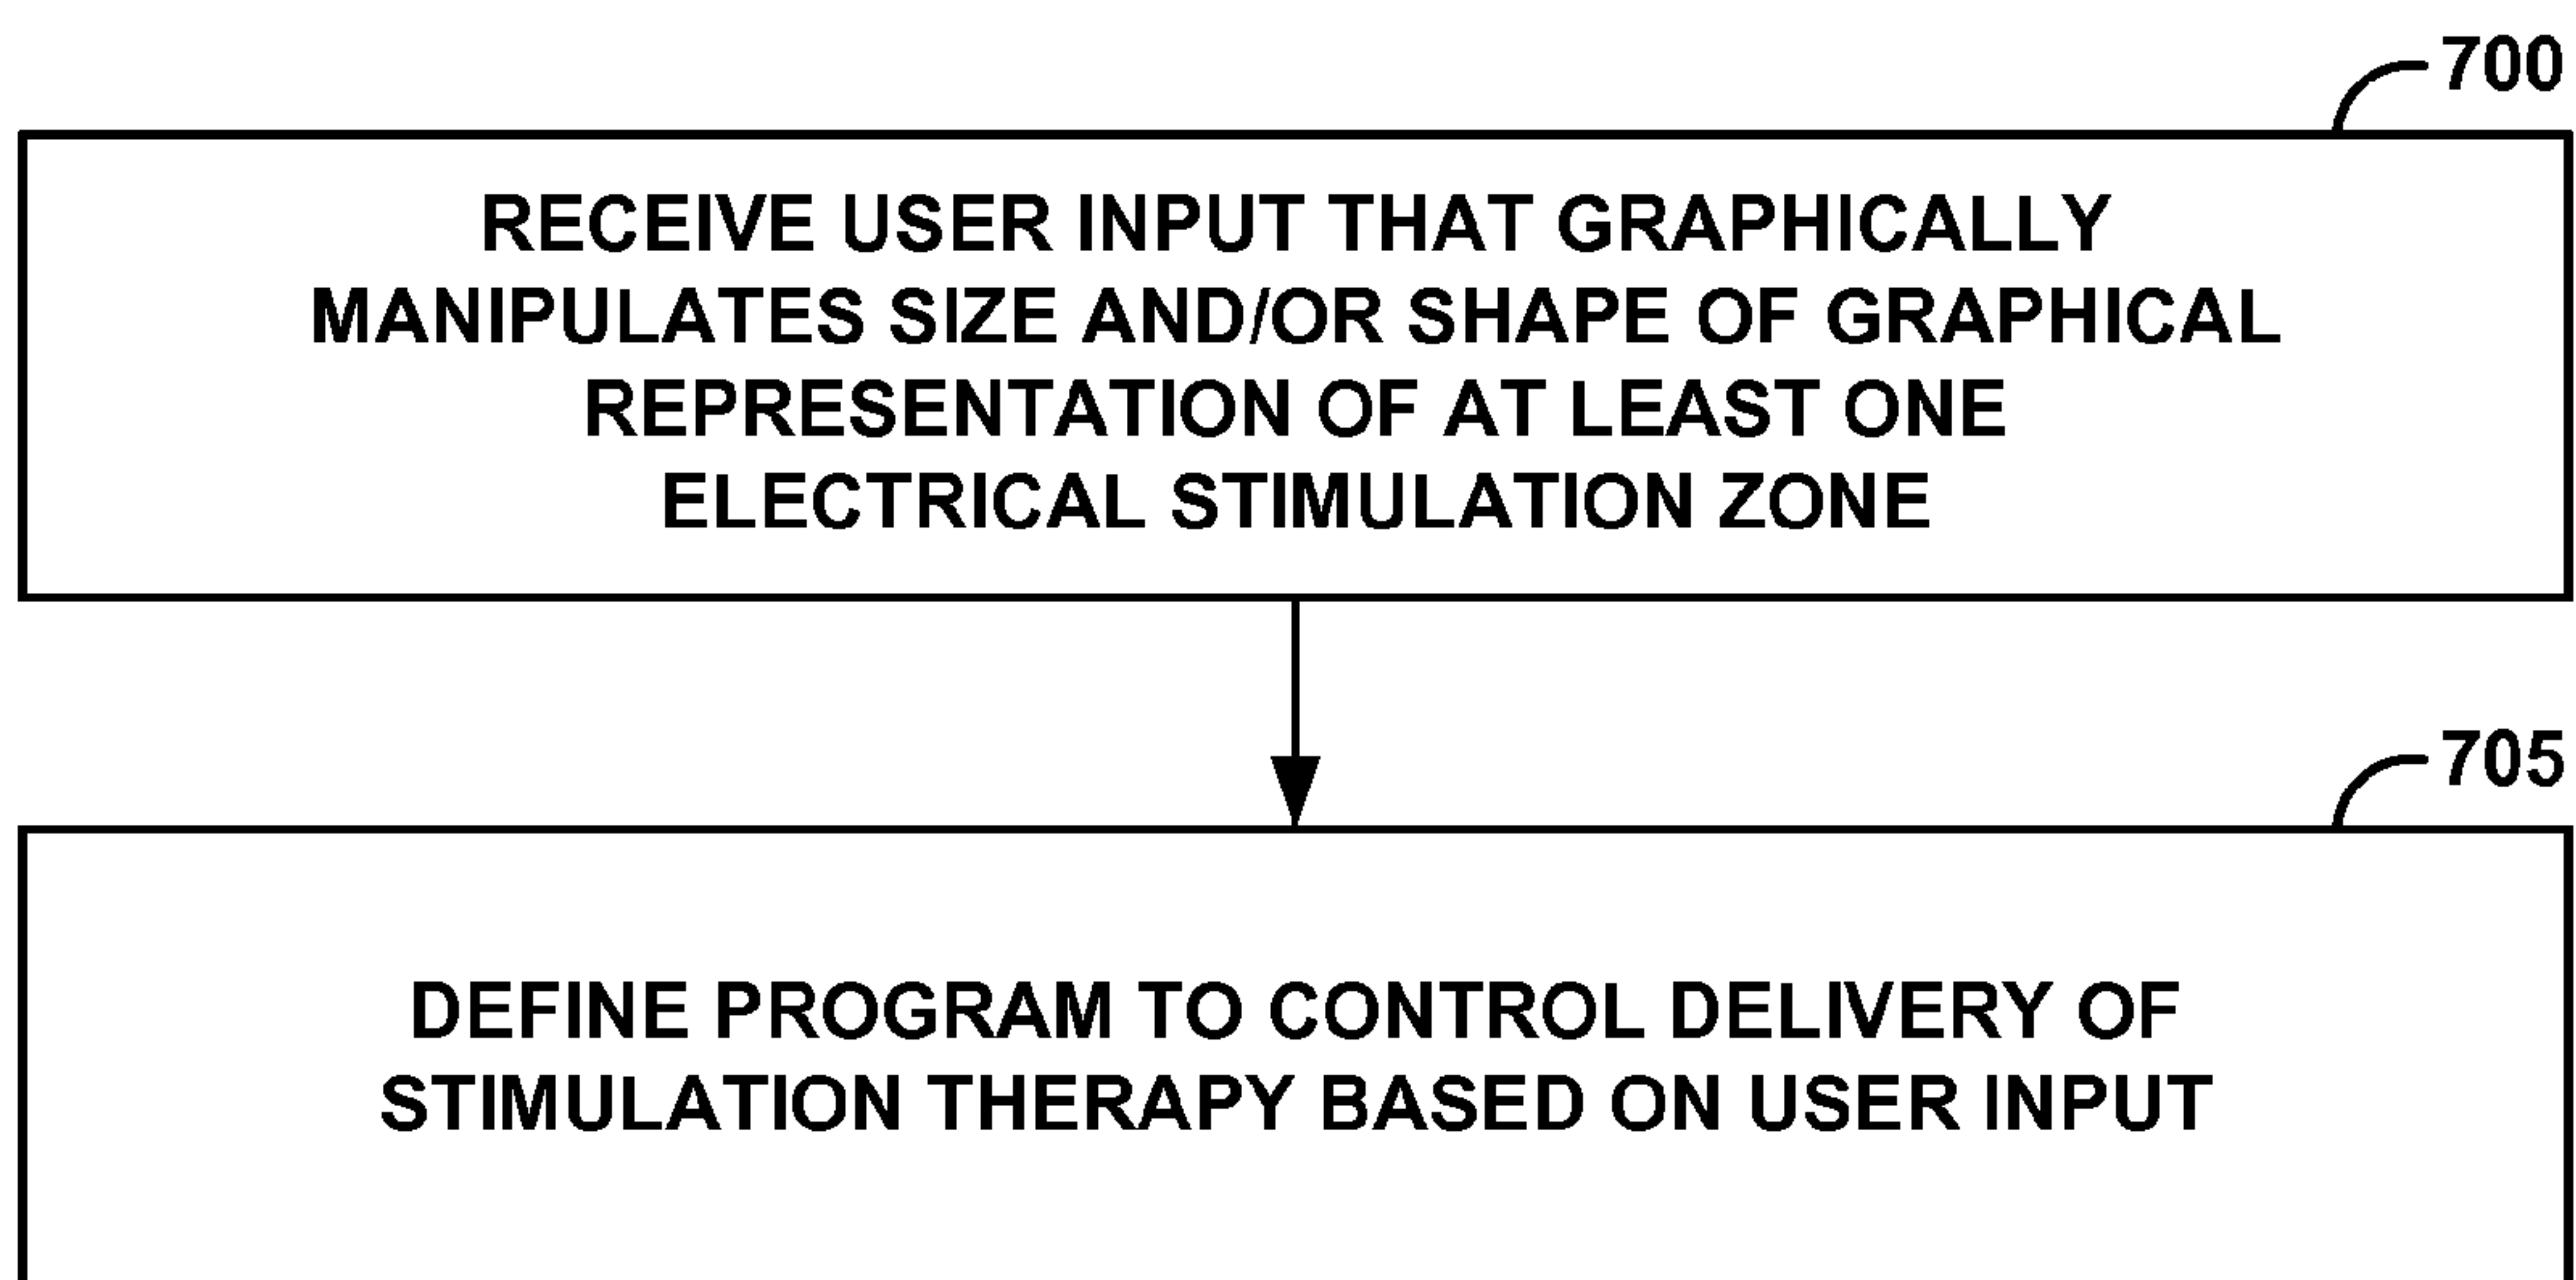 700
RECEIVE USER INPUT THAT GRAPHICALLY
MANIPULATES SIZE AND/OR SHAPE OF GRAPHICAL
REPRESENTATION OF AT LEAST ONE
ELECTRICAL STIMULATION ZONE
705
DEFINE PROGRAM TO CONTROL DELIVERY OF
STIMULATION THERAPY BASED ON USER INPUT